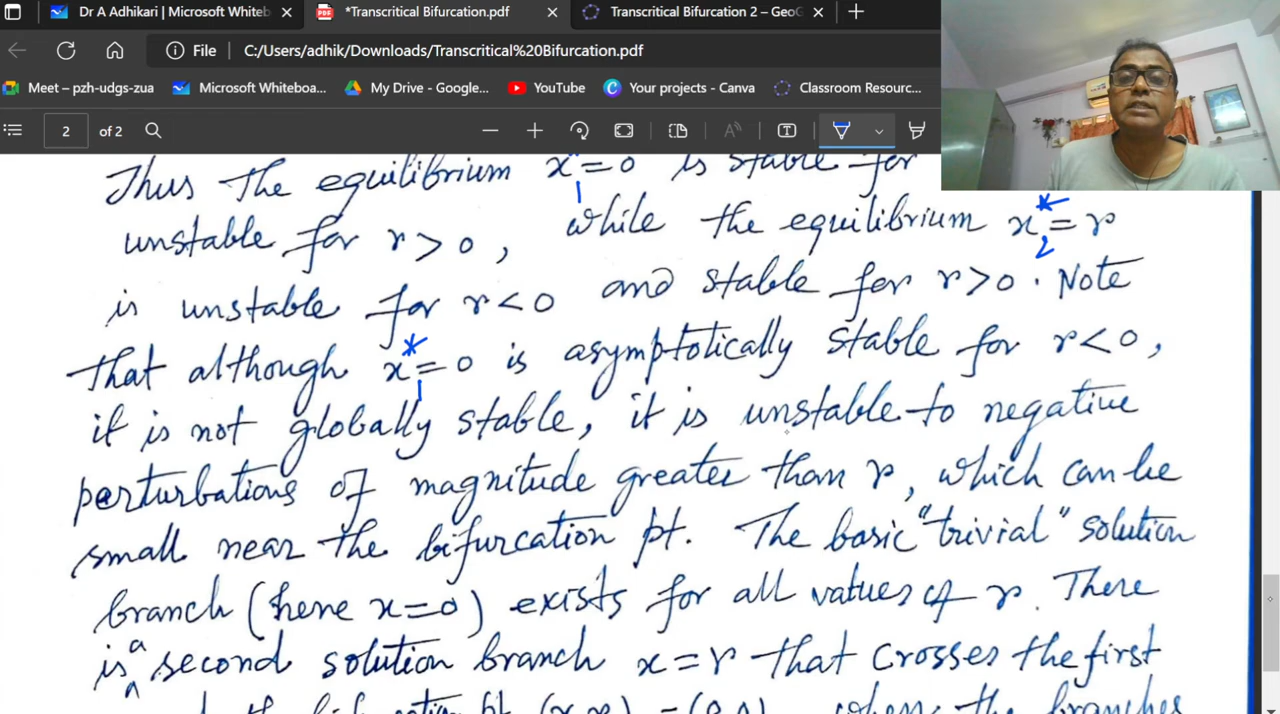 Dr A Adhikari | Microsoft Whiteb
*Transcritical Bifurcation.pdf
Transcritical Bifurcation 2 – GeoG
File
C:/Users/adhik/Downloads/Transcritical%20Bifurcation.pdf
Meet – pzh-udgs-zua
Microsoft Whiteboa...
My Drive - Google...
YouTube
Your projects - Canva
Classroom Resourc...
2 of 2
Thus the equilibrium x₁*=0 is stable for
unstable for r>0, while the equilibrium x₂*=r
is unstable for r<0 and stable for r>0. Note
that although x₁*=0 is asymptotically stable for r<0,
it is not globally stable, it is unstable to negative
perturbations of magnitude greater than r, which can be
small near the bifurcation pt. The basic "trivial" solution
branch (here x=0) exists for all values of r. There
is a second solution branch x=r that crosses the first